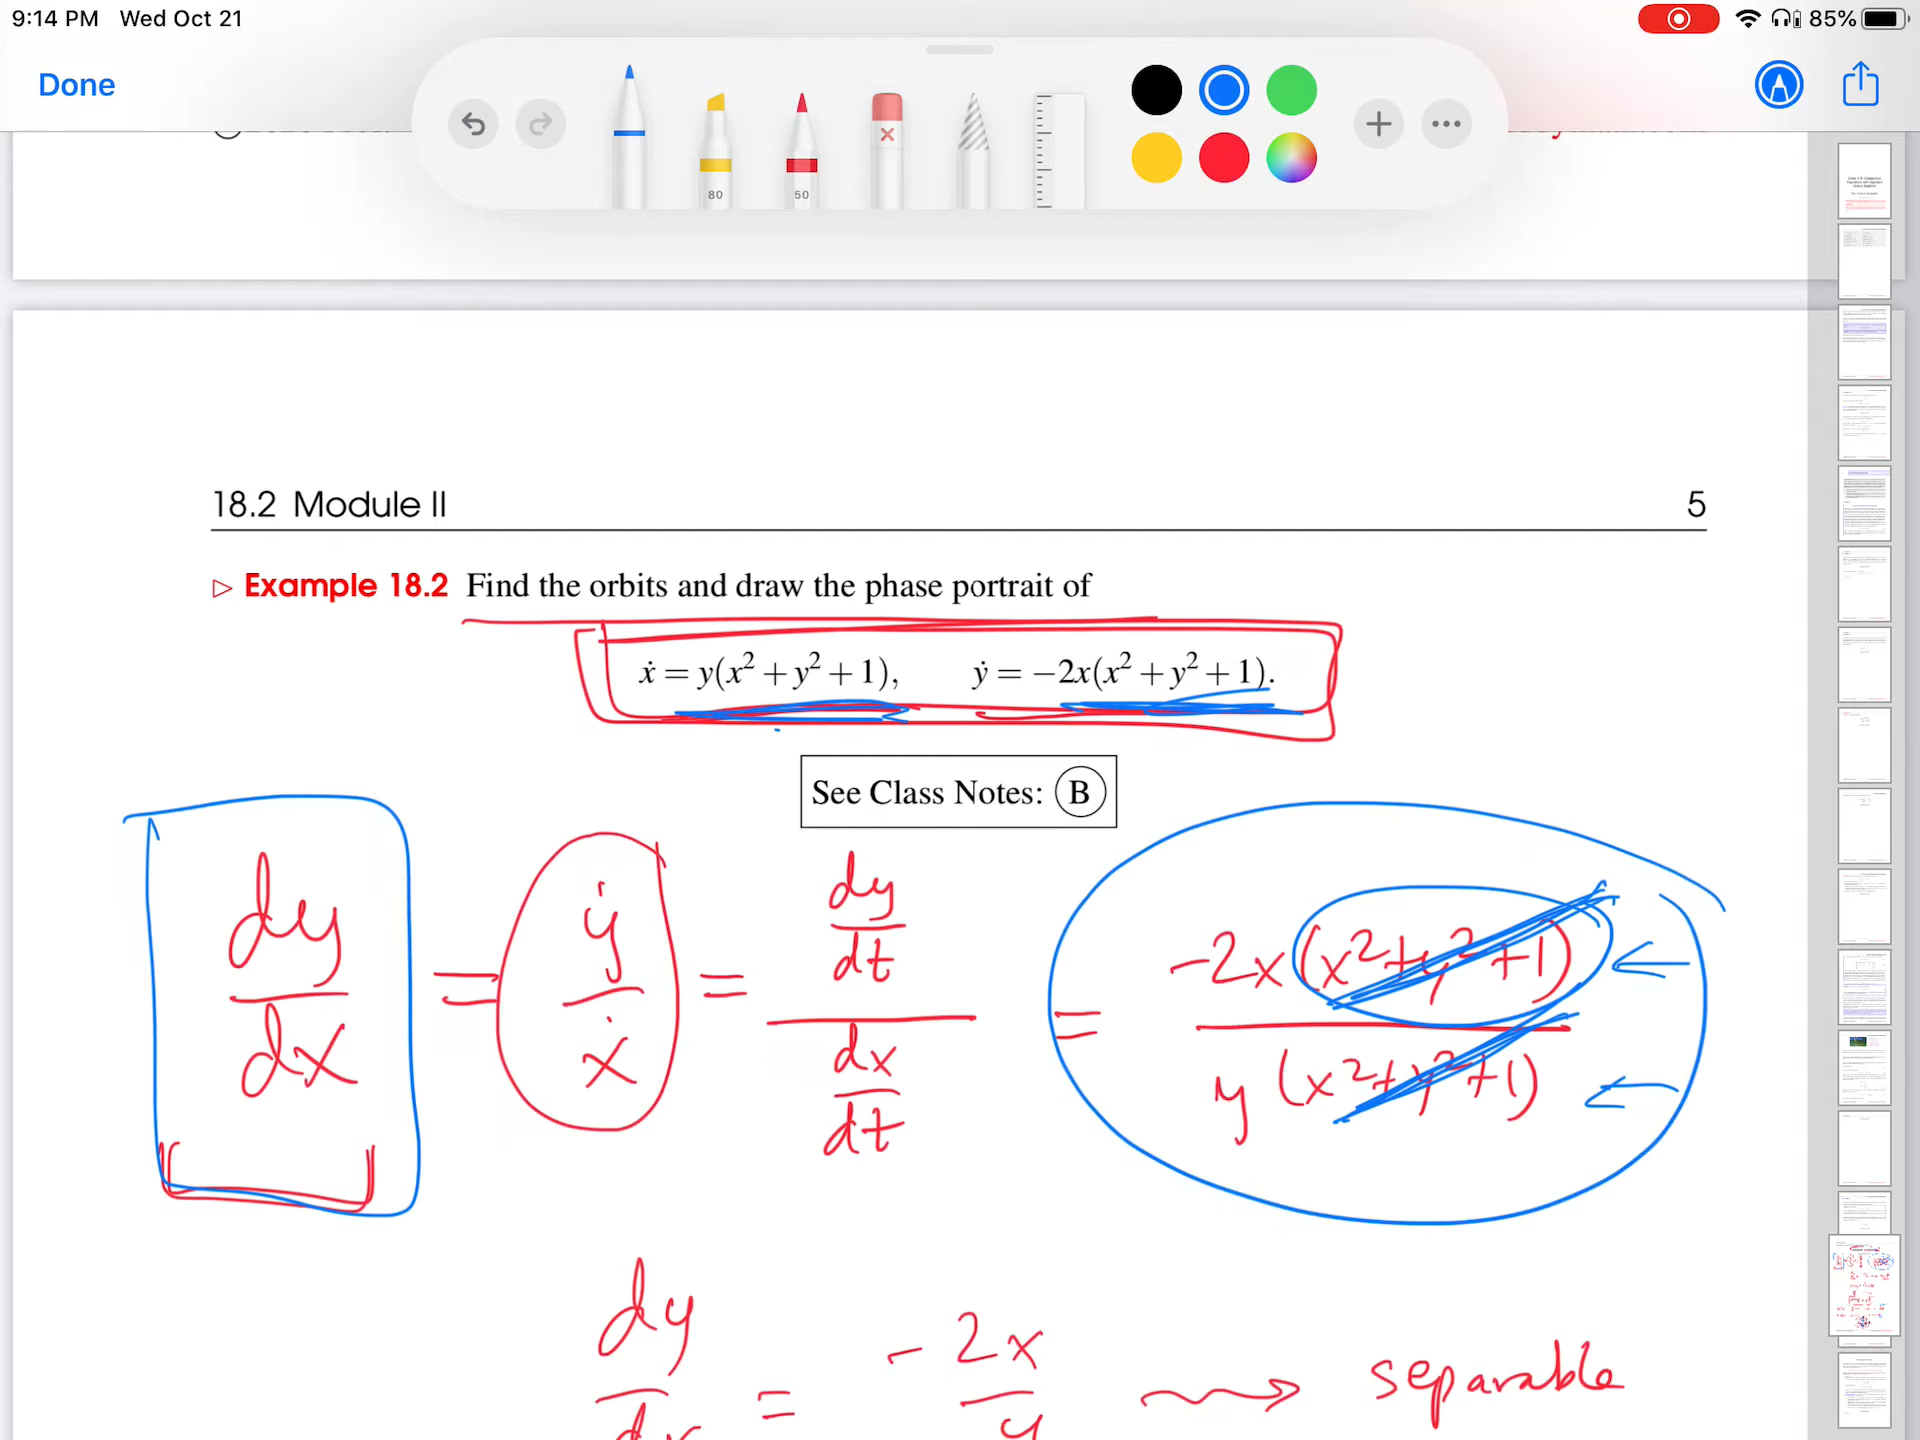 9:14 PM Wed Oct 21
85%
Done
80 50
18.2 Module II 5
▷ Example 18.2 Find the orbits and draw the phase portrait of
ẋ = y(x² + y² + 1), ẏ = −2x(x² + y² + 1).
See Class Notes: Ⓑ
dy/dx = ẏ/ẋ = (dy/dt)/(dx/dt) = -2x(x²+y²+1)/y(x²+y²+1)
dy/dx = -2x/y ⇝ separable